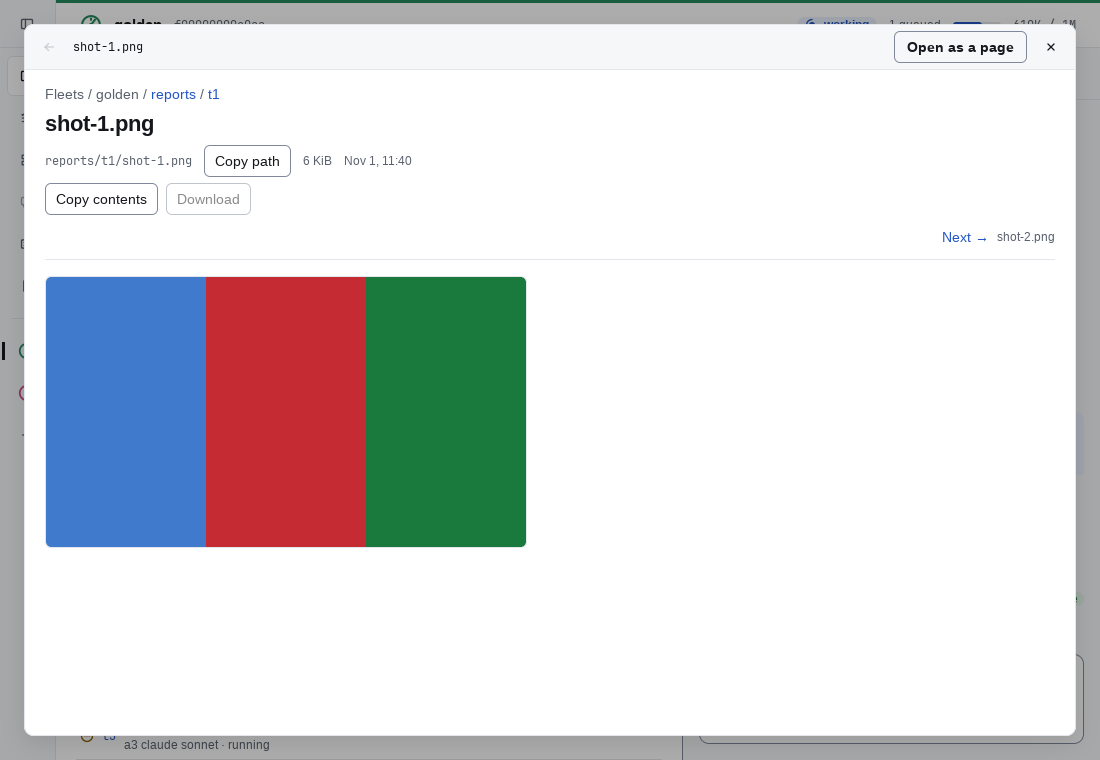 shot-1.png
Open as a page ×
Fleets / golden / reports / t1
shot-1.png
reports/t1/shot-1.png Copy path 6 KiB Nov 1, 11:40
Copy contents Download
Next → shot-2.png
a3 claude sonnet · running